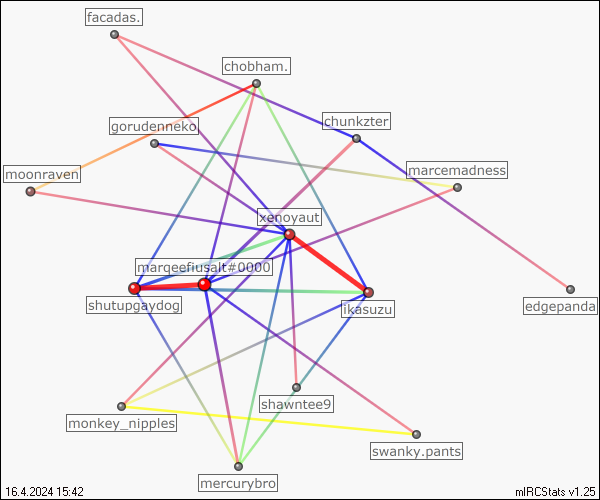 facadas.
chobham.
chunkzter
gorudenneko
marcemadness
moonraven
xenoyaut
marqeefiusalt#0000
shutupgaydog
ikasuzu
edgepanda
shawntee9
monkey_nipples
swanky.pants
mercurybro
16.4.2024 15:42
mIRCStats v1.25